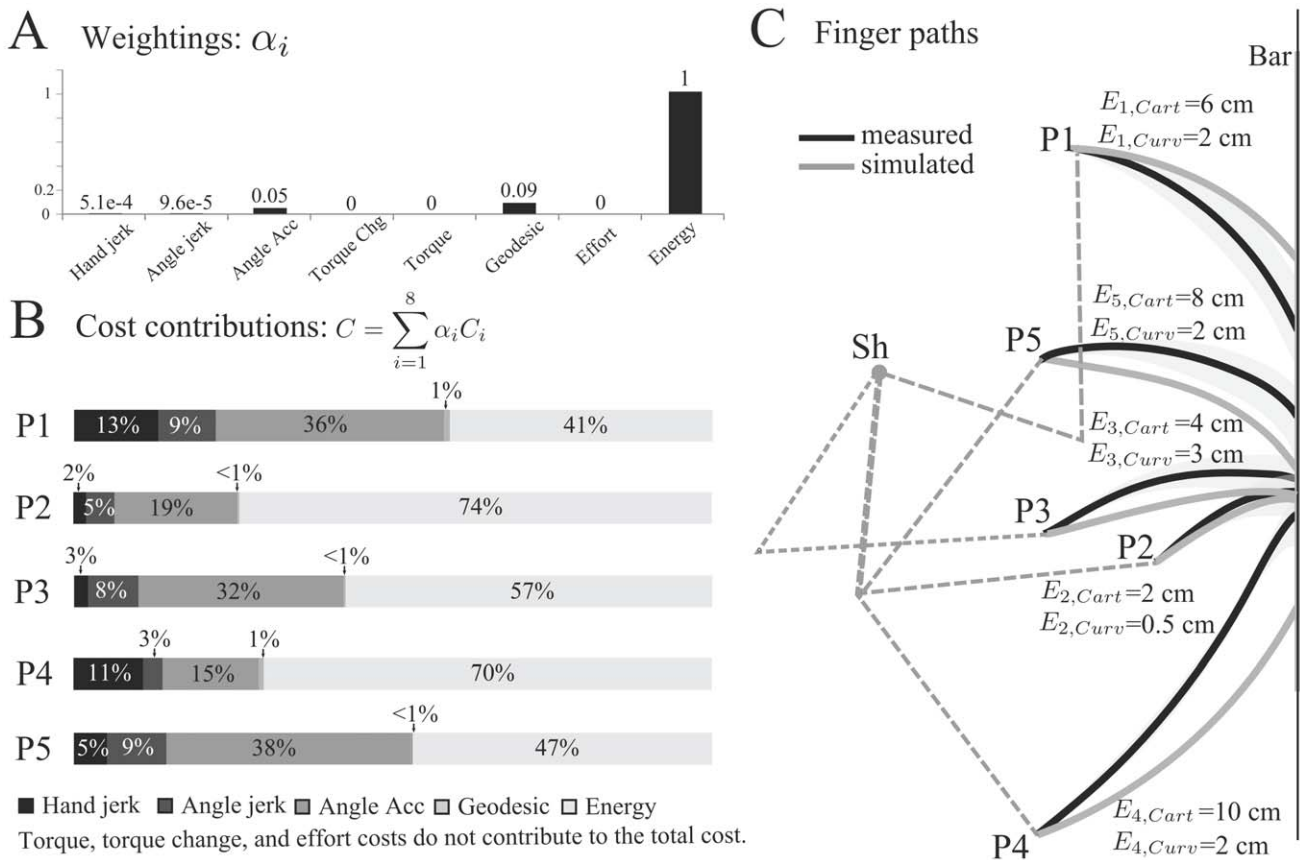 A Weightings: αi
1
0.2
0
5.1e-4 9.6e-5 0.05 0 0 0.09 0 1
Hand jerk Angle jerk Angle Acc Torque Chg Torque Geodesic Effort Energy
B Cost contributions: C = ∑ 8 i=1 αiCi
1%
P1 13% 9% 36% 41%
2% <1%
P2 5% 19% 74%
3% <1%
P3 8% 32% 57%
3% 1%
P4 11% 15% 70%
<1%
P5 5% 9% 38% 47%
Hand jerk Angle jerk Angle Acc Geodesic Energy
Torque, torque change, and effort costs do not contribute to the total cost.
C Finger paths
Bar
measured
simulated
E1,Cart=6 cm
P1 E1,Curv=2 cm
E5,Cart=8 cm
P5 E5,Curv=2 cm
Sh
E3,Cart=4 cm
E3,Curv=3 cm
P3
P2
E2,Cart=2 cm
E2,Curv=0.5 cm
E4,Cart=10 cm
P4 E4,Curv=2 cm